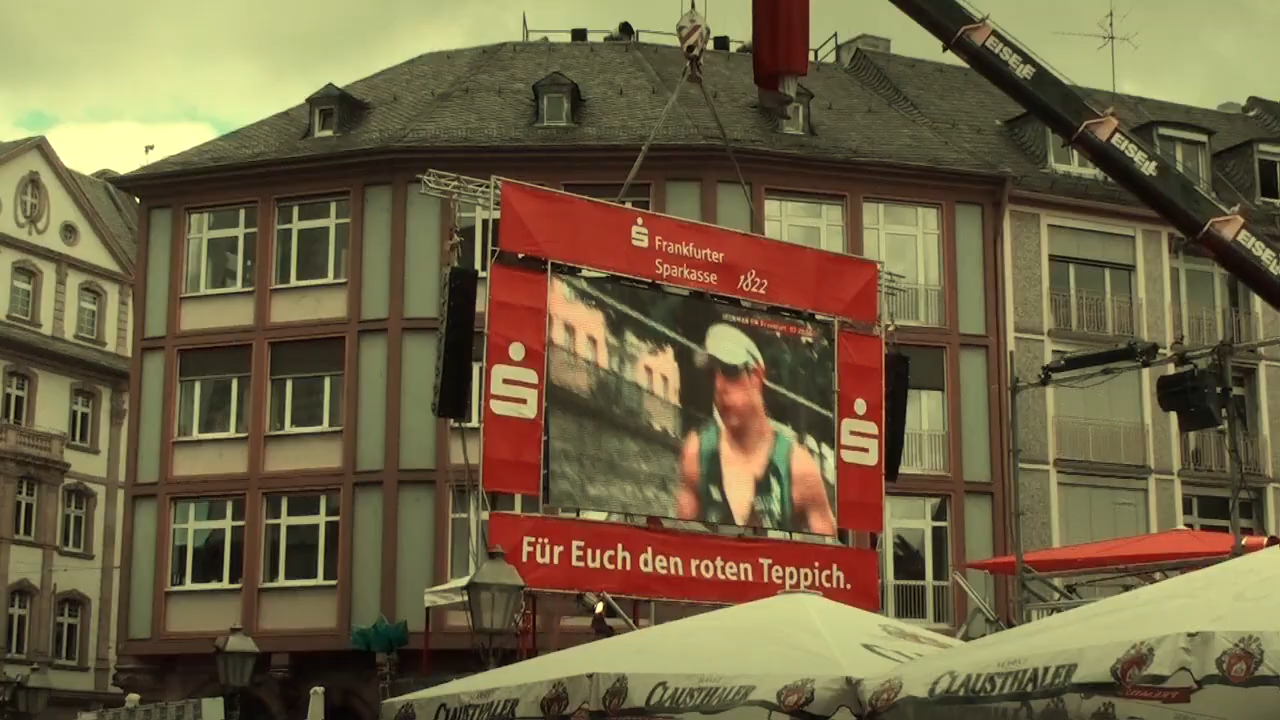 EISELE
EISELE
EISELE
Frankfurter
Sparkasse 1822
Für Euch den roten Teppich.
CLAUSTHALER
CLAUSTHALER
CLAUSTHALER